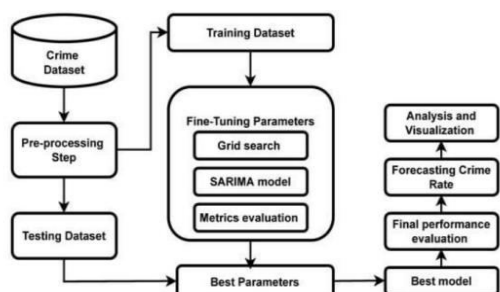 Crime
Dataset
Pre-processing
Step
Testing Dataset
Training Dataset
Fine-Tuning Parameters
Grid search
SARIMA model
Metrics evaluation
Best Parameters
Analysis and
Visualization
Forecasting Crime
Rate
Final performance
evaluation
Best model